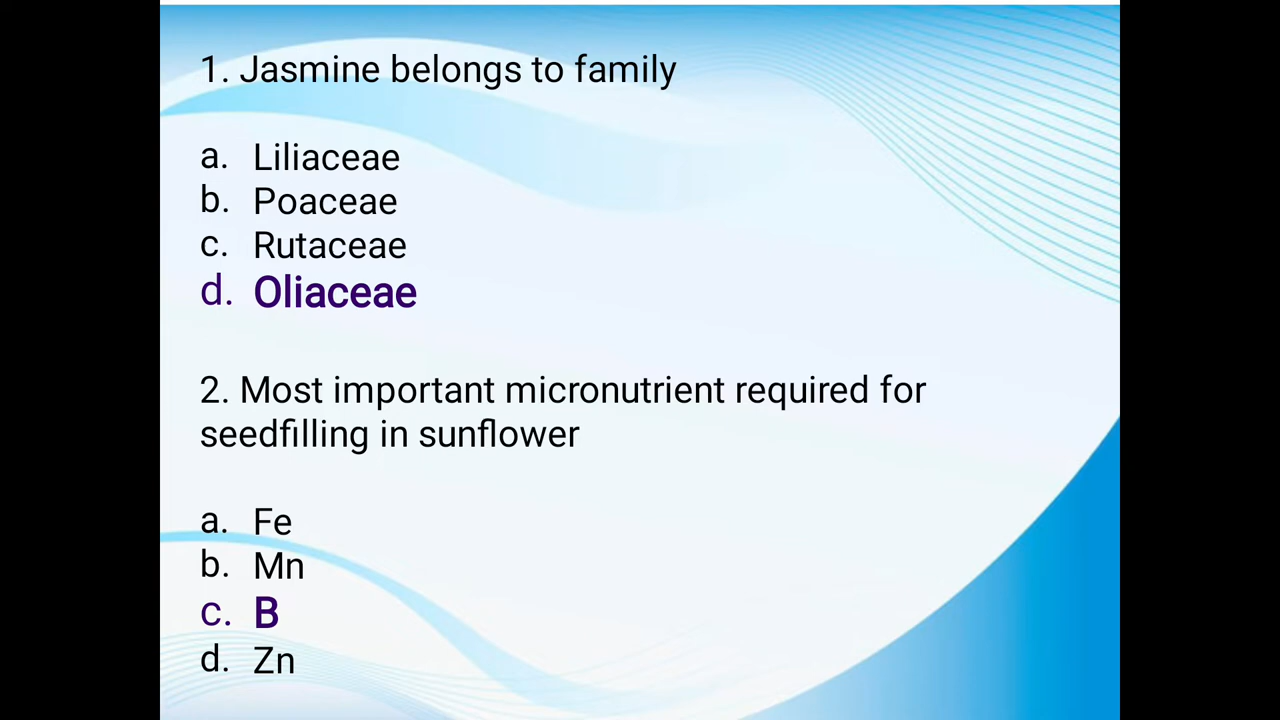 1. Jasmine belongs to family
a. Liliaceae
b. Poaceae
c. Rutaceae
d. Oliaceae
2. Most important micronutrient required for
seedfilling in sunflower
a. Fe
b. Mn
c. B
d. Zn